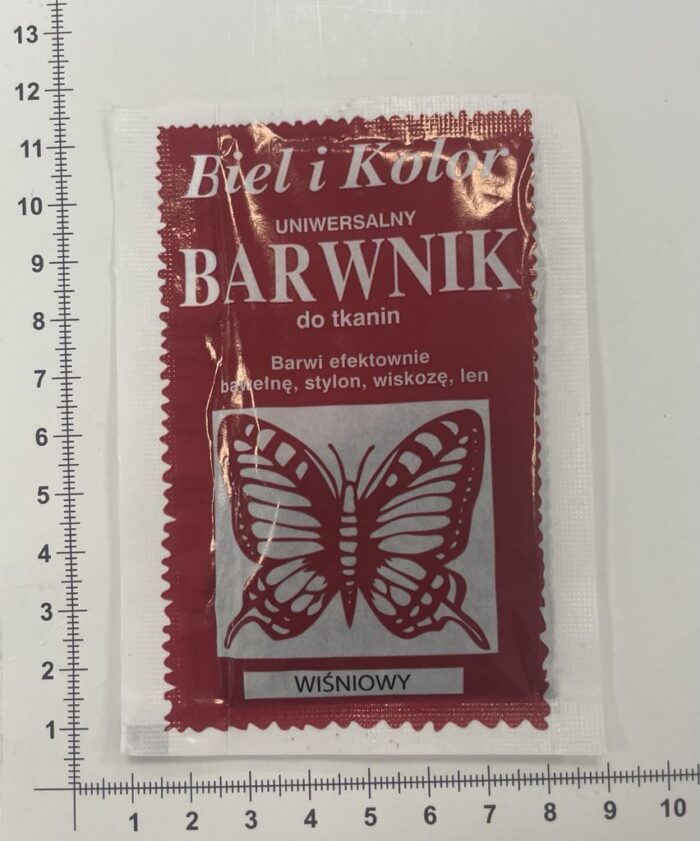 Biel i Kolor
UNIWERSALNY
BARWNIK
do tkanin
Barwi efektownie
bawełnę, stylon, wiskozę, len
WIŚNIOWY
13
12
11
10
9
8
7
6
5
4
3
2
1
1 2 3 4 5 6 7 8 9 10